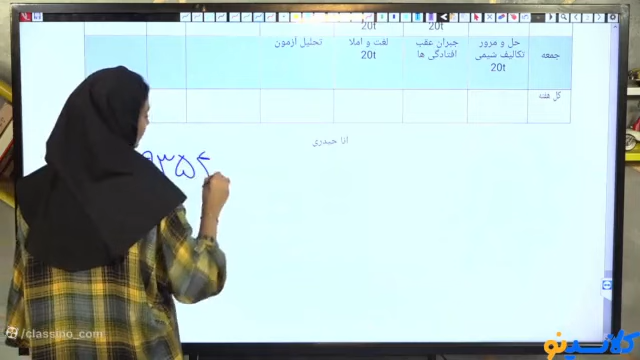 20t
20t
جمعه
حل و مرور تکالیف شیمی 20t
جبران عقب افتادگی ها
لغت و املا 20t
تحلیل آزمون
کل هفته
انا حیدری
۹۳۵۴
/classino_com
کلاسینو